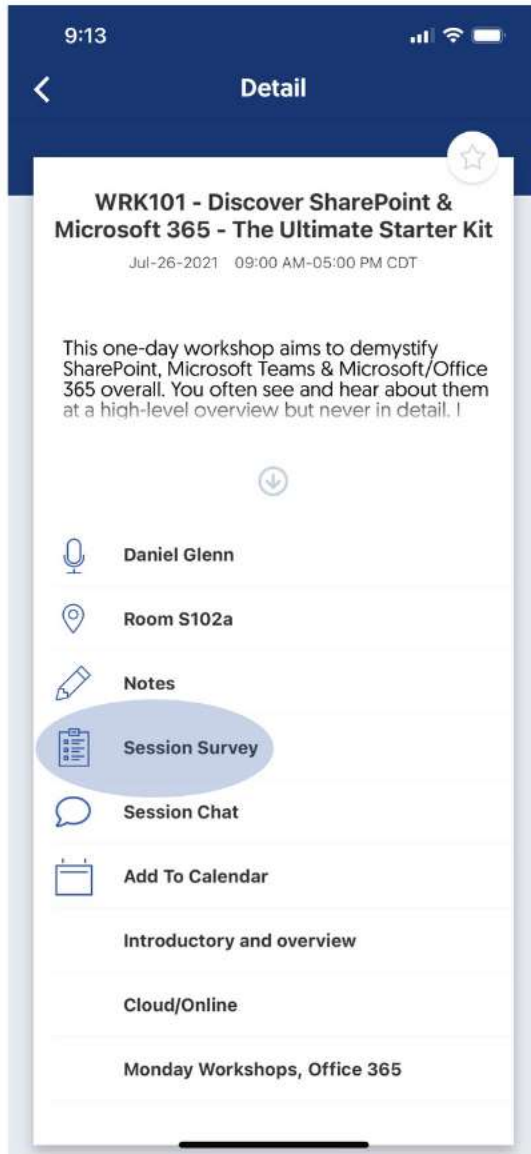 9:13
Detail
WRK101 - Discover SharePoint &
Microsoft 365 - The Ultimate Starter Kit
Jul-26-2021 09:00 AM-05:00 PM CDT
This one-day workshop aims to demystify
SharePoint, Microsoft Teams & Microsoft/Office
365 overall. You often see and hear about them
at a high-level overview but never in detail. I
Daniel Glenn
Room S102a
Notes
Session Survey
Session Chat
Add To Calendar
Introductory and overview
Cloud/Online
Monday Workshops, Office 365